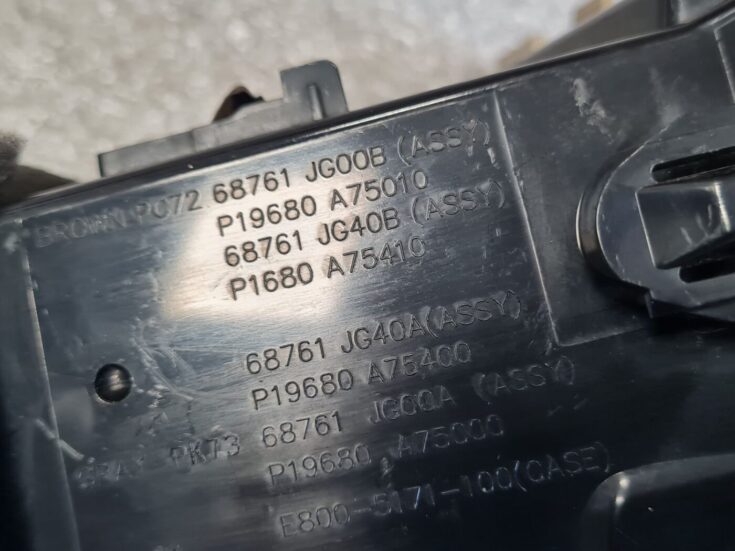 BROWN PC72 68761 JG00B (ASSY)
P19680 A75010
68761 JG40B (ASSY)
P1680 A75410
68761 JG40A(ASSY)
P19680 A75400
GRAY PK73 68761 JG00A (ASSY)
P19680 A75000
E800-5171-100(CASE)